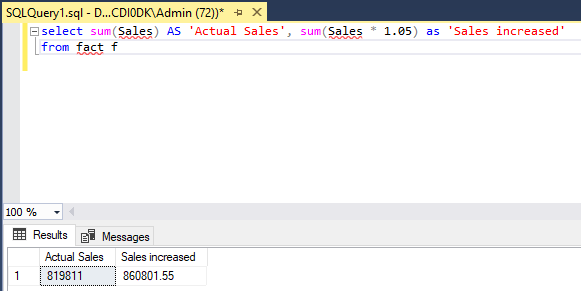 SQLQuery1.sql - D...CDI0DK\Admin (72))*
select sum(Sales) AS 'Actual Sales', sum(Sales * 1.05) as 'Sales increased'
from fact f
100 %
Results Messages
Actual Sales Sales increased
1 819811 860801.55